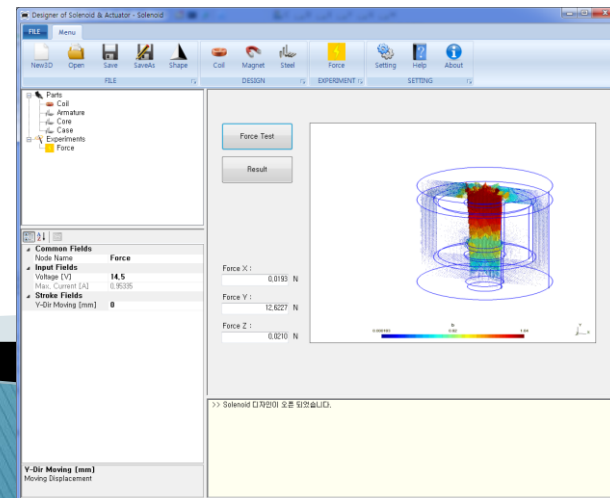 Designer of Solenoid & Actuator - Solenoid
FILE Menu
New3D Open Save SaveAs Shape Coil Magnet Steel Force Setting Help About
FILE DESIGN EXPERIMENT SETTING
Parts
Coil
Armature
Core
Case
Experiments
Force
Force Test
Result
Common Fields
Node Name Force
Input Fields
Voltage [V] 14,5
Max. Current [A] 0,95335
Stroke Fields
Y-Dir Moving [mm] 0
Force X :
0,0193 N
Force Y :
12,6227 N
Force Z :
0,0210 N
>> Solenoid 디자인이 오픈 되었습니다.
Y-Dir Moving [mm]
Moving Displacement